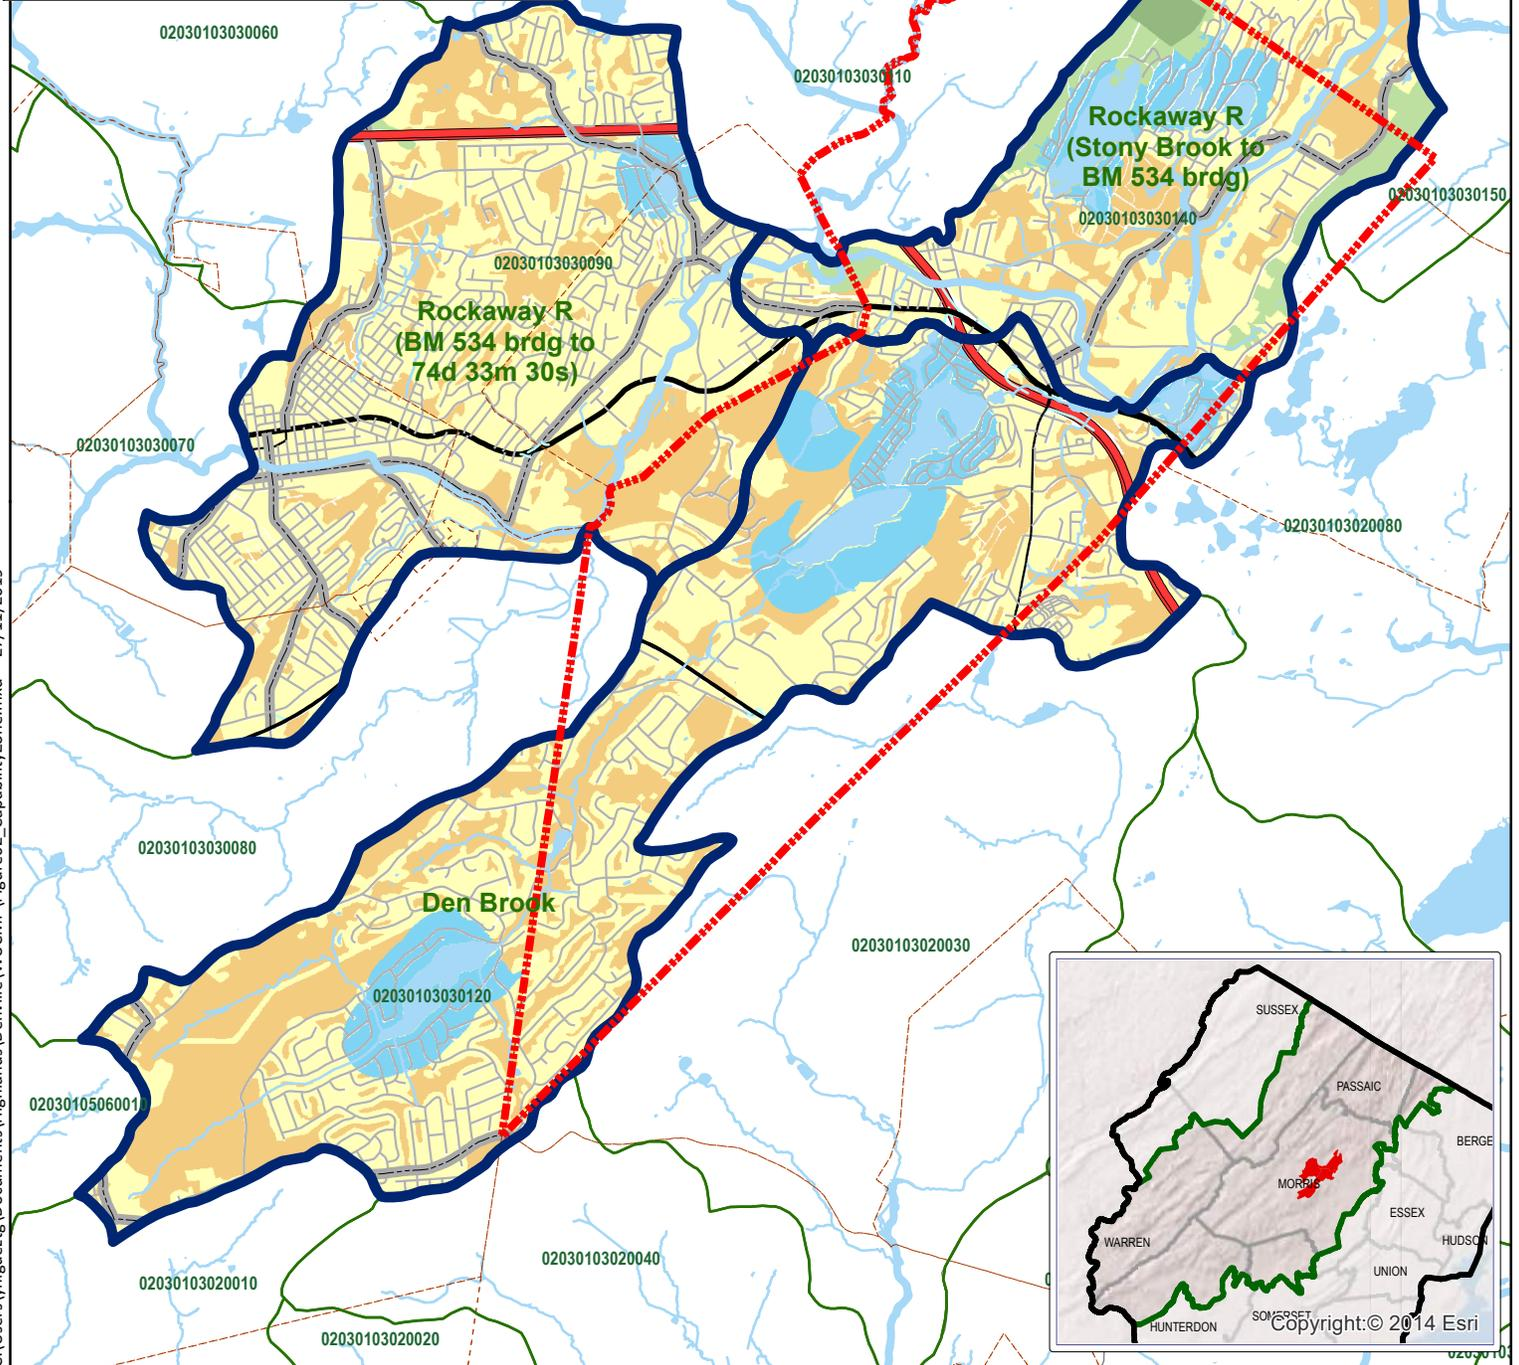 02030103030060
02030103030110
Rockaway R
(Stony Brook to
BM 534 brdg)
02030103030150
02030103030140
02030103030090
Rockaway R
(BM 534 brdg to
74d 33m 30s)
02030103030070
02030103020080
02030103030080
Den Brook
02030103020030
02030103030120
02030105060010
02030103020040
02030103020010
02030103020020
SUSSEX
PASSAIC
BERGE
MORRIS
ESSEX
WARREN
HUDSON
UNION
SOMERSET
HUNTERDON
Copyright:© 2014 Esri